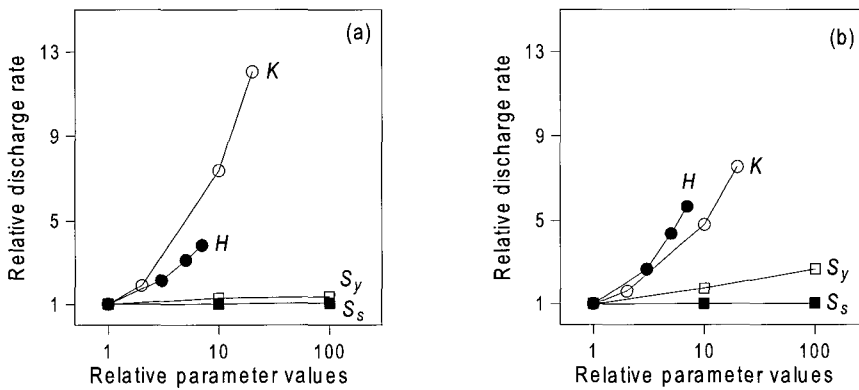 (a)
Relative discharge rate
13
9
5
1
K
H
Sy
Ss
1 10 100
Relative parameter values
(b)
Relative discharge rate
13
9
5
1
H
K
Sy
Ss
1 10 100
Relative parameter values